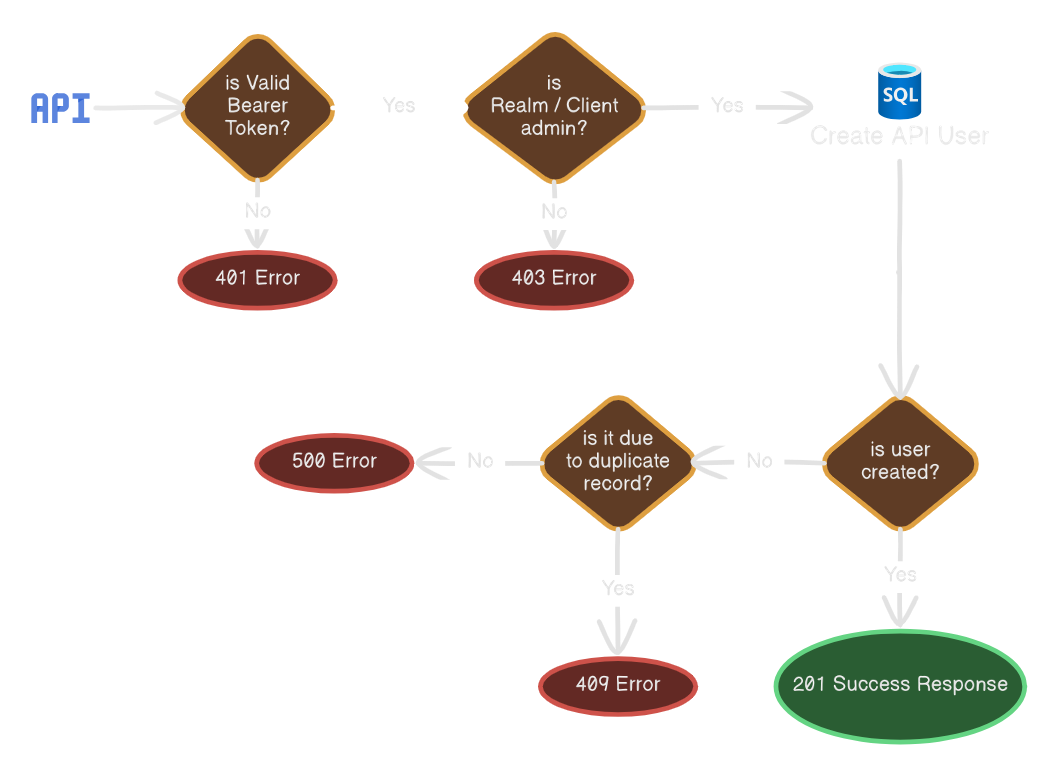 API
is Valid
Bearer
Token?
Yes
is
Realm / Client
admin?
Yes
SQL
Create API User
No
401 Error
No
403 Error
500 Error
No
is it due
to duplicate
record?
No
is user
created?
Yes
409 Error
Yes
201 Success Response